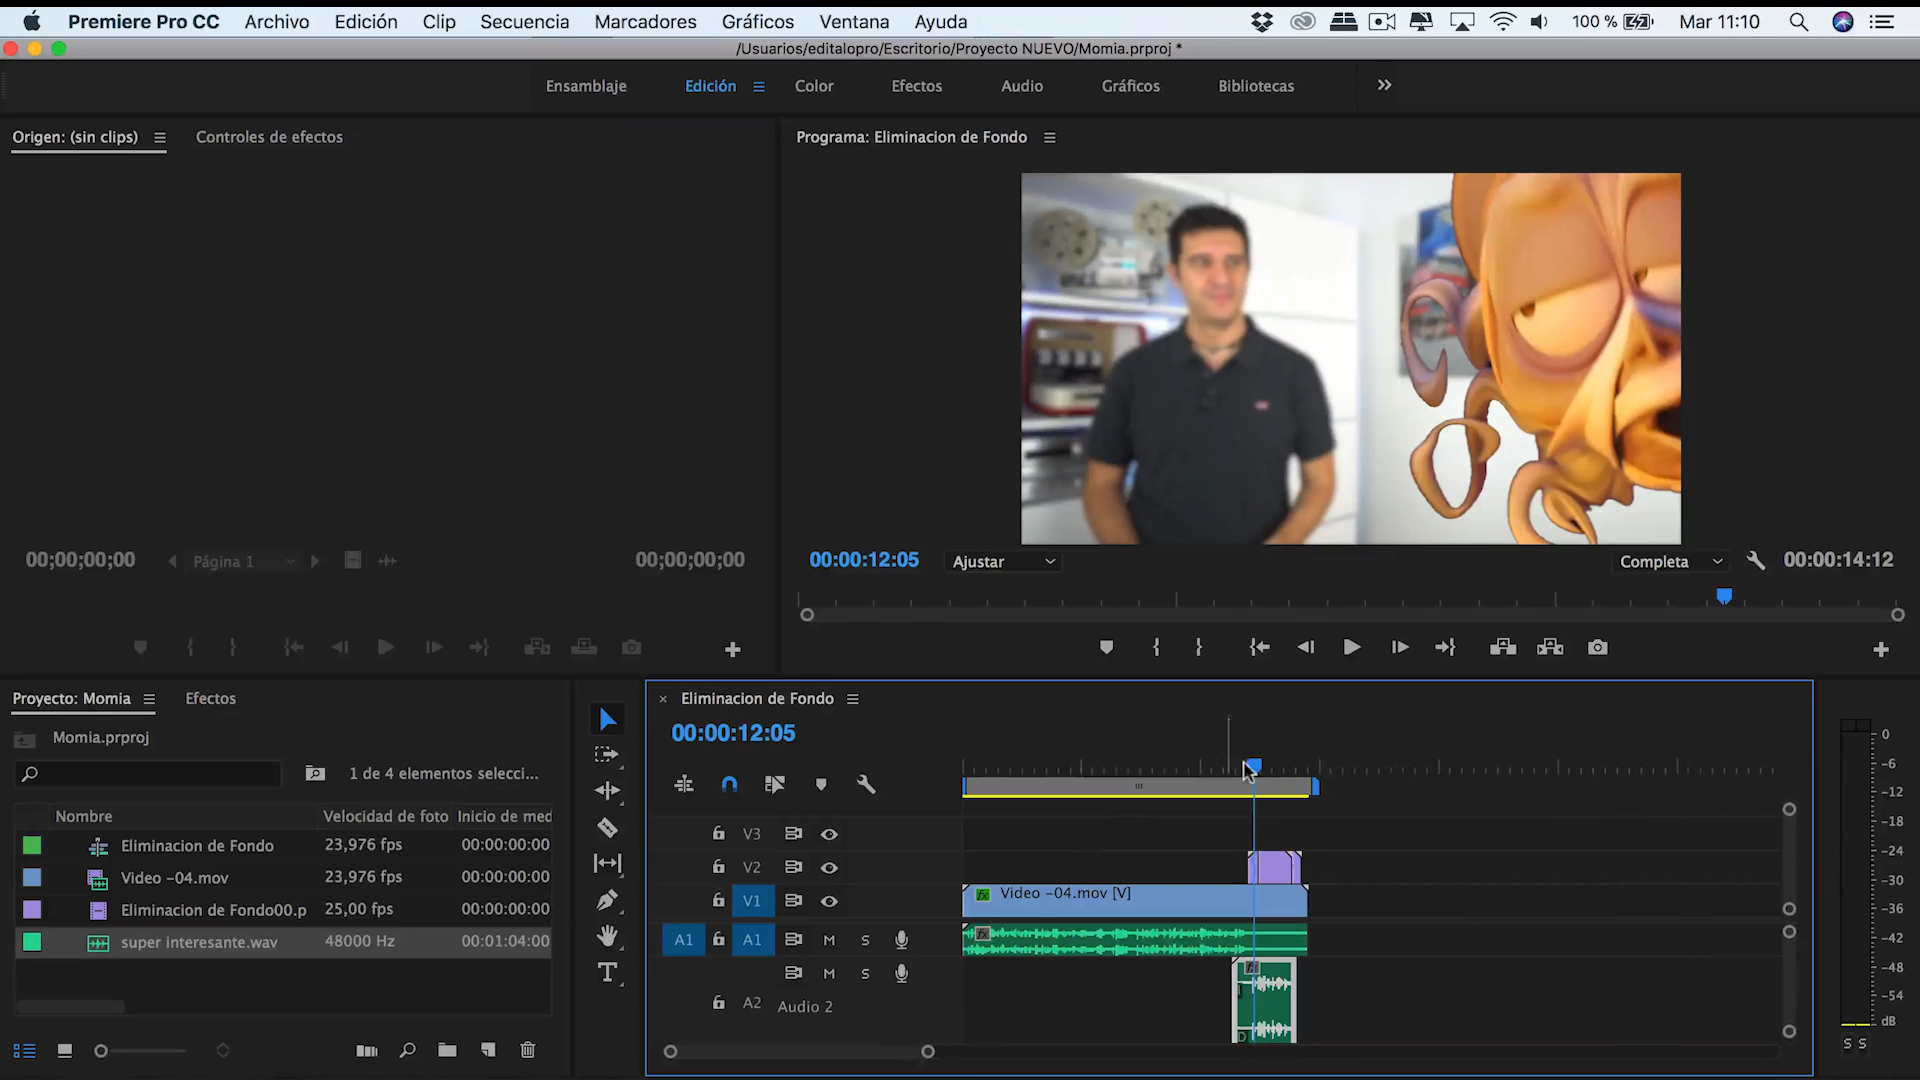 Premiere Pro CC Archivo Edición Clip Secuencia Marcadores Gráficos Ventana Ayuda 100 % Mar 11:10
/Usuarios/editalopro/Escritorio/Proyecto NUEVO/Momia.prproj *
Ensamblaje Edición Color Efectos Audio Gráficos Bibliotecas
Origen: (sin clips) Controles de efectos
Programa: Eliminacion de Fondo
00;00;00;00 Página 1 00;00;00;00
00:00:12:05 Ajustar Completa 00:00:14:12
Proyecto: Momia Efectos
Momia.prproj
1 de 4 elementos selecci...
Nombre Velocidad de foto Inicio de med
Eliminacion de Fondo 23,976 fps 00:00:00:00
Video -04.mov 23,976 fps 00:00:00:00
Eliminacion de Fondo00.p 25,00 fps 00:00:00:00
super interesante.wav 48000 Hz 00:01:04:00
× Eliminacion de Fondo
00:00:12:05
V3
V2
V1 fx Video -04.mov [V]
A1 A1 M S fx
M S fx
A2 Audio 2
D
0
-6
-12
-18
-24
-30
-36
-42
-48
-54
dB
S S